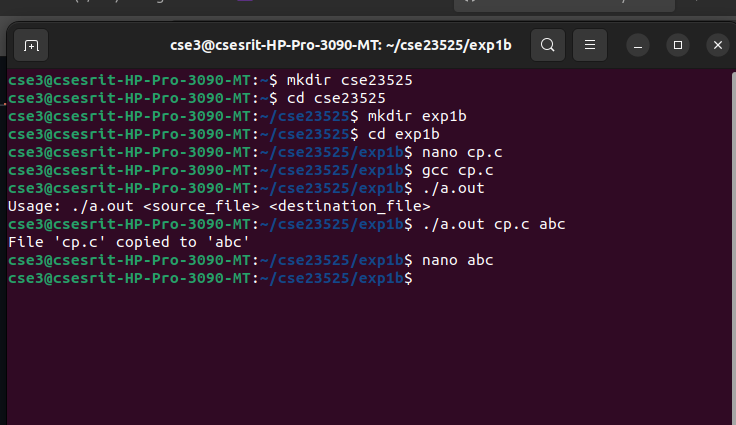 cse3@csesrit-HP-Pro-3090-MT: ~/cse23525/exp1b
cse3@csesrit-HP-Pro-3090-MT:~$ mkdir cse23525
cse3@csesrit-HP-Pro-3090-MT:~$ cd cse23525
cse3@csesrit-HP-Pro-3090-MT:~/cse23525$ mkdir exp1b
cse3@csesrit-HP-Pro-3090-MT:~/cse23525$ cd exp1b
cse3@csesrit-HP-Pro-3090-MT:~/cse23525/exp1b$ nano cp.c
cse3@csesrit-HP-Pro-3090-MT:~/cse23525/exp1b$ gcc cp.c
cse3@csesrit-HP-Pro-3090-MT:~/cse23525/exp1b$ ./a.out
Usage: ./a.out <source_file> <destination_file>
cse3@csesrit-HP-Pro-3090-MT:~/cse23525/exp1b$ ./a.out cp.c abc
File 'cp.c' copied to 'abc'
cse3@csesrit-HP-Pro-3090-MT:~/cse23525/exp1b$ nano abc
cse3@csesrit-HP-Pro-3090-MT:~/cse23525/exp1b$